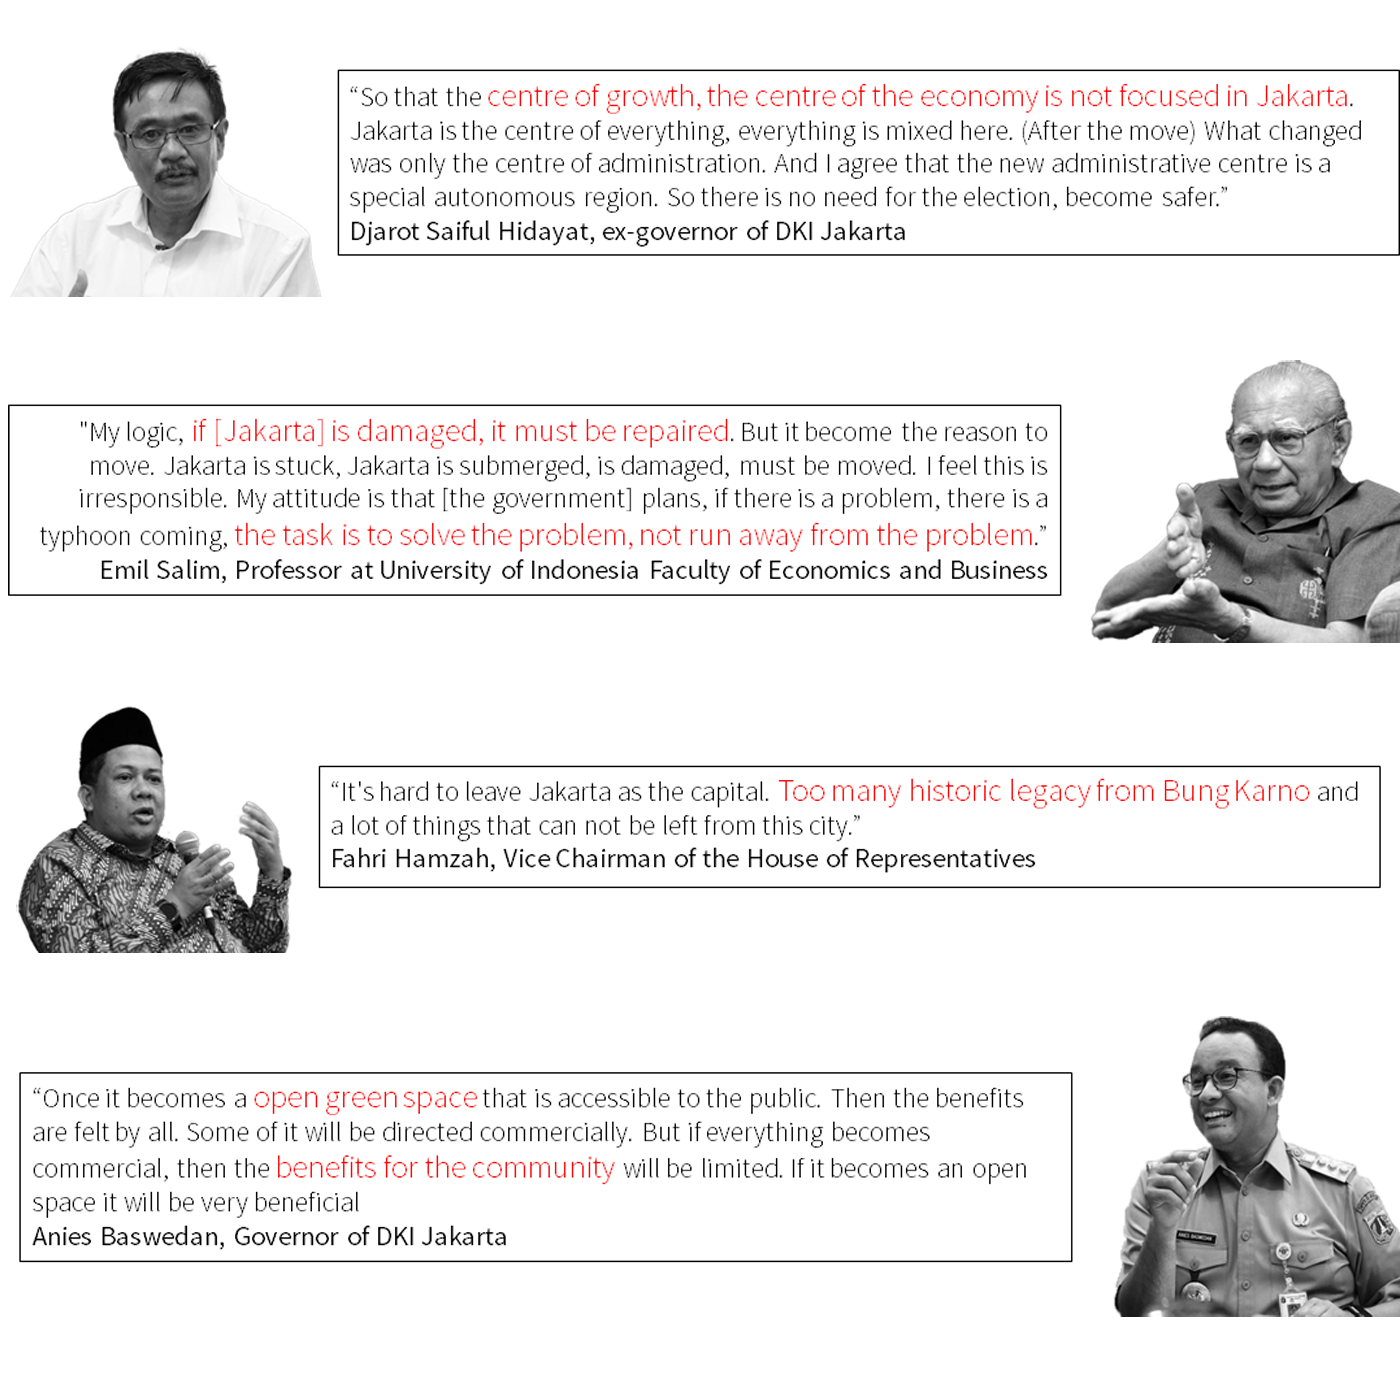 “So that the centre of growth, the centre of the economy is not focused in Jakarta.
Jakarta is the centre of everything, everything is mixed here. (After the move) What changed
was only the centre of administration. And I agree that the new administrative centre is a
special autonomous region. So there is no need for the election, become safer.”
Djarot Saiful Hidayat, ex-governor of DKI Jakarta
"My logic, if [Jakarta] is damaged, it must be repaired. But it become the reason to
move. Jakarta is stuck, Jakarta is submerged, is damaged, must be moved. I feel this is
irresponsible. My attitude is that [the government] plans, if there is a problem, there is a
typhoon coming, the task is to solve the problem, not run away from the problem.”
Emil Salim, Professor at University of Indonesia Faculty of Economics and Business
“It's hard to leave Jakarta as the capital. Too many historic legacy from Bung Karno and
a lot of things that can not be left from this city.”
Fahri Hamzah, Vice Chairman of the House of Representatives
“Once it becomes a open green space that is accessible to the public. Then the benefits
are felt by all. Some of it will be directed commercially. But if everything becomes
commercial, then the benefits for the community will be limited. If it becomes an open
space it will be very beneficial
Anies Baswedan, Governor of DKI Jakarta
ANIES BASWEDAN